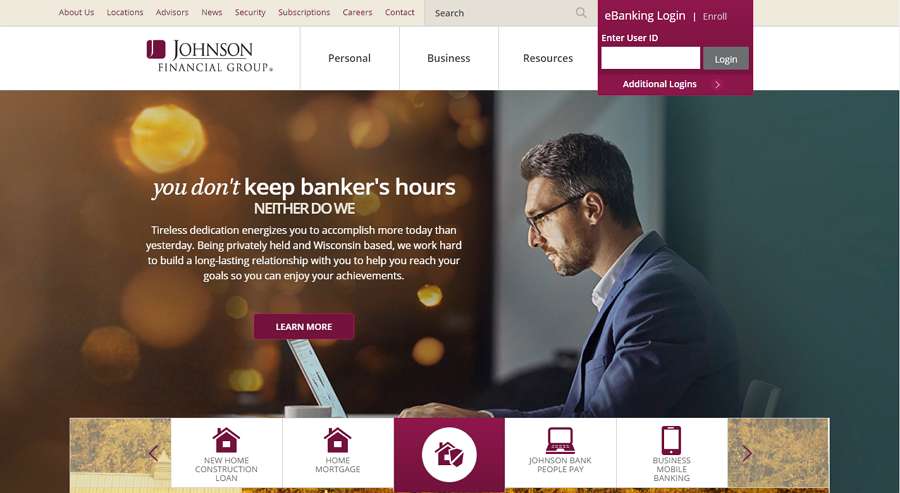 About Us Locations Advisors News Security Subscriptions Careers Contact Search
eBanking Login | Enroll
Enter User ID
Login
Additional Logins
JOHNSON
FINANCIAL GROUP®
Personal Business Resources
you don't keep banker's hours
NEITHER DO WE
Tireless dedication energizes you to accomplish more today than
yesterday. Being privately held and Wisconsin based, we work hard
to build a long-lasting relationship with you to help you reach your
goals so you can enjoy your achievements.
LEARN MORE
NEW HOME
CONSTRUCTION
LOAN
HOME
MORTGAGE
JOHNSON BANK
PEOPLE PAY
BUSINESS
MOBILE
BANKING